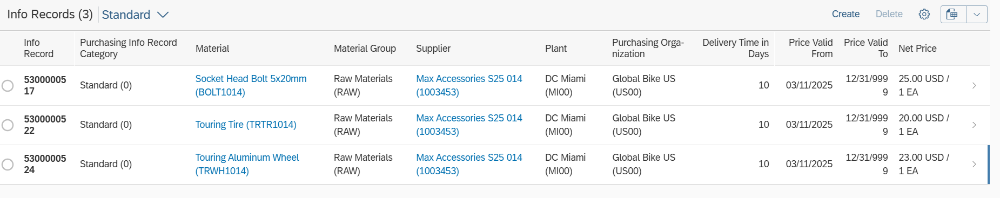 Info Records (3) Standard Create Delete
Info Record Purchasing Info Record Category Material Material Group Supplier Plant Purchasing Orga-nization Delivery Time in Days Price Valid From Price Valid To Net Price
5300000517 Standard (0) Socket Head Bolt 5x20mm (BOLT1014) Raw Materials (RAW) Max Accessories S25 014 (1003453) DC Miami (MI00) Global Bike US (US00) 10 03/11/2025 12/31/9999 25.00 USD / 1 EA
5300000522 Standard (0) Touring Tire (TRTR1014) Raw Materials (RAW) Max Accessories S25 014 (1003453) DC Miami (MI00) Global Bike US (US00) 10 03/11/2025 12/31/9999 20.00 USD / 1 EA
5300000524 Standard (0) Touring Aluminum Wheel (TRWH1014) Raw Materials (RAW) Max Accessories S25 014 (1003453) DC Miami (MI00) Global Bike US (US00) 10 03/11/2025 12/31/9999 23.00 USD / 1 EA